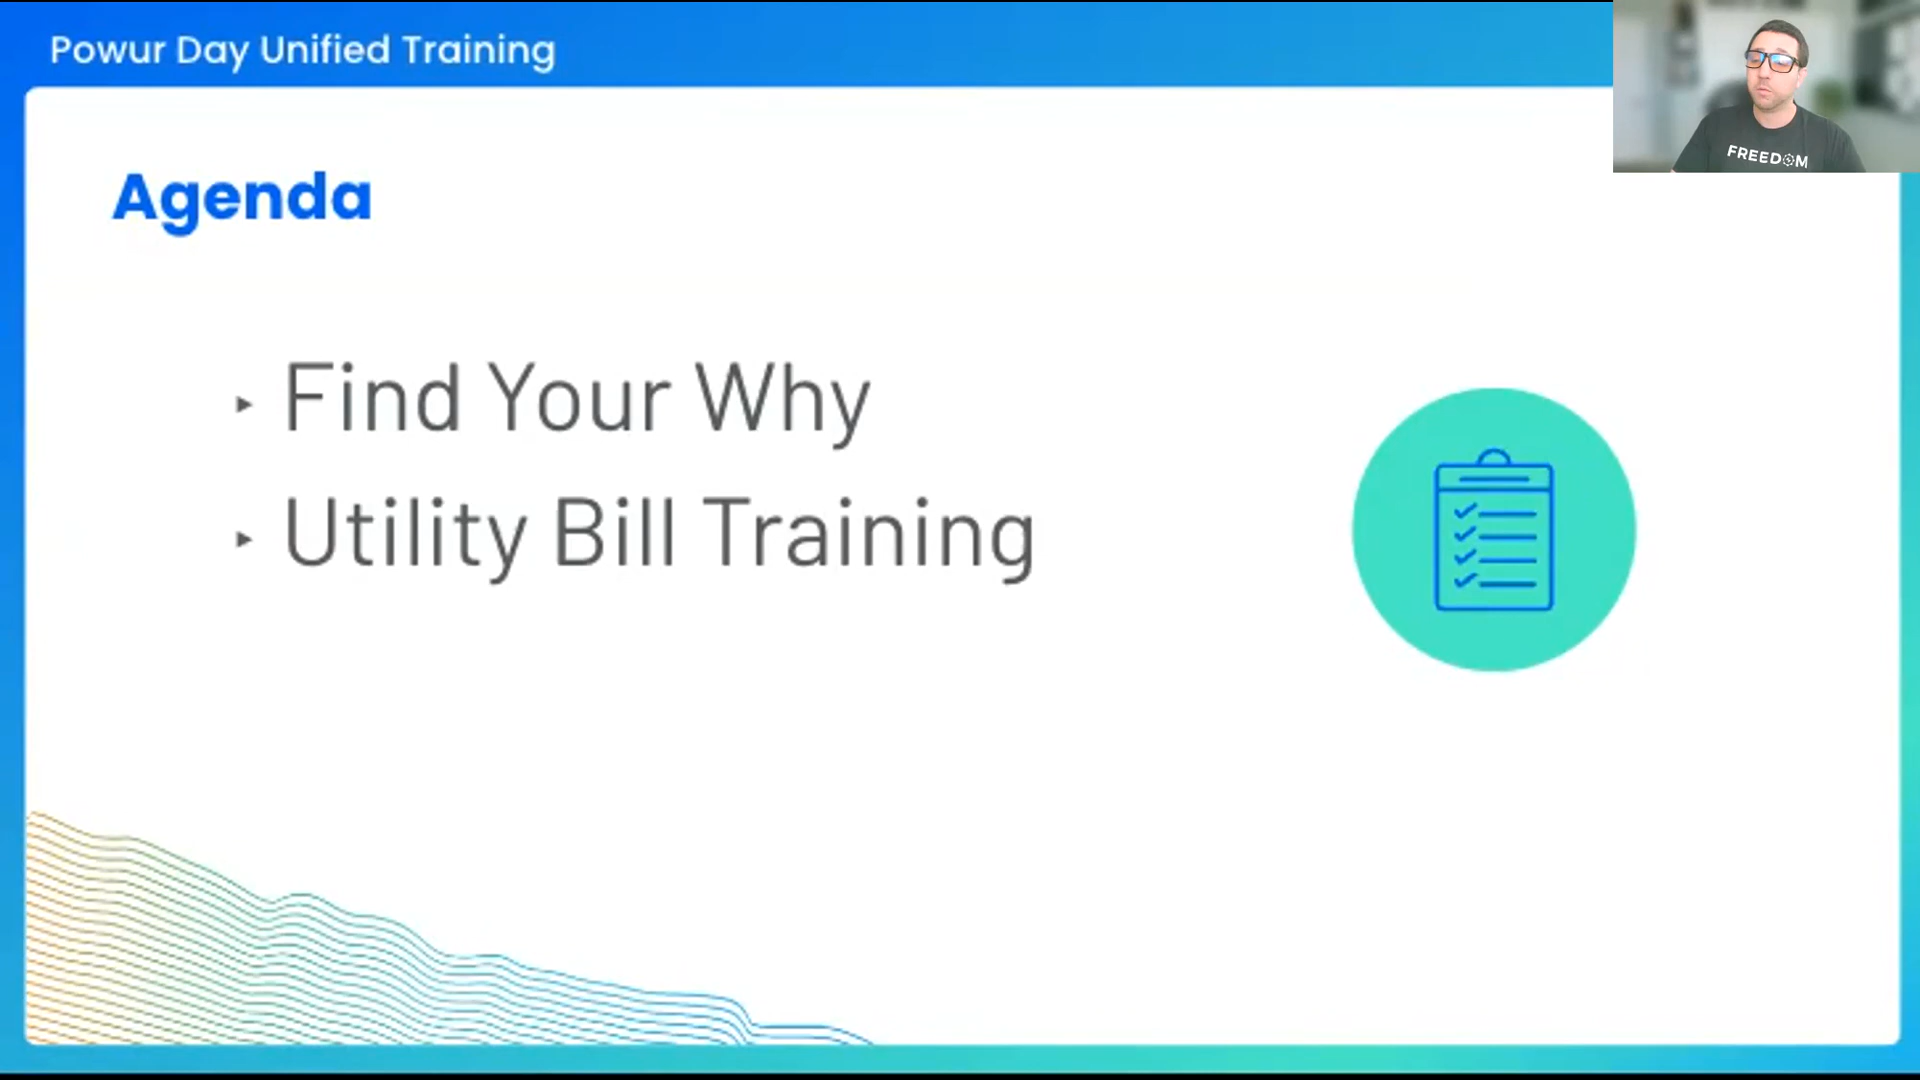 Powur Day Unified Training
FREEDOM
Agenda
Find Your Why
Utility Bill Training